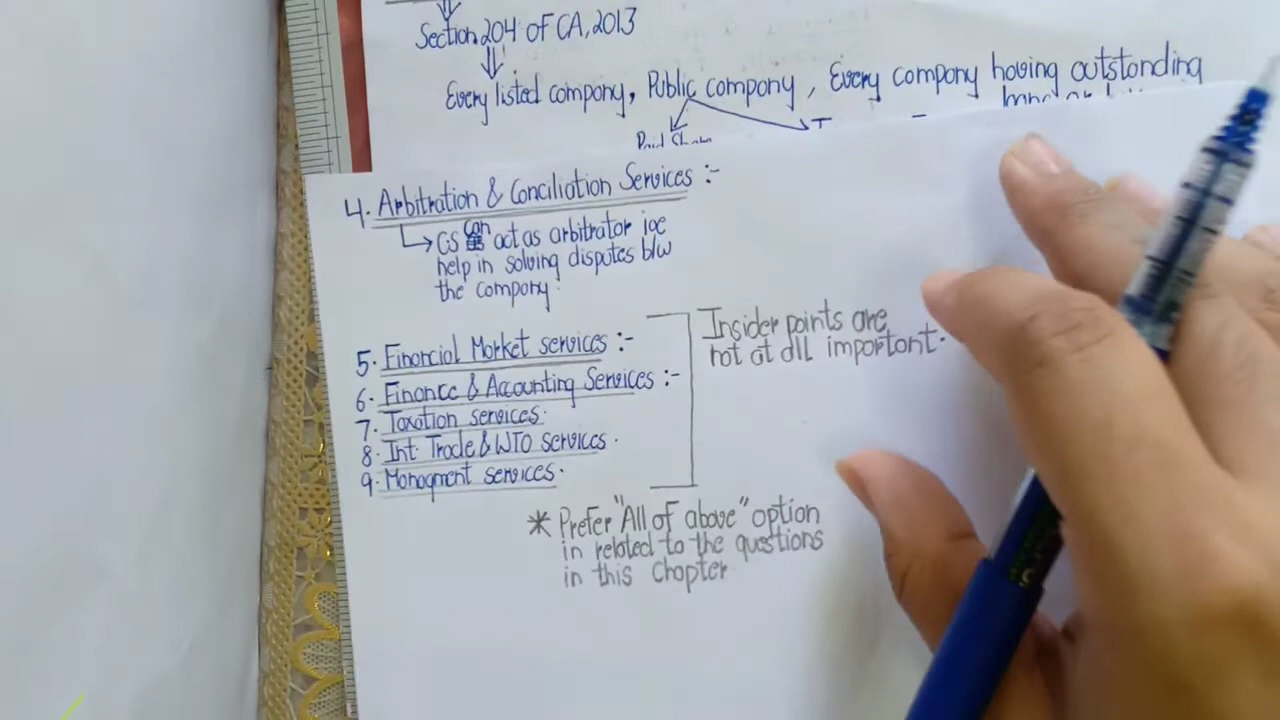 Section 204 of CA, 2013
Every listed company, Public company, Every company having outstanding
4. Arbitration & Conciliation Services :-
CS can act as arbitrator ioe
help in solving disputes b/w
the company.
5. Financial Market services :-
6. Finance & Accounting Services :-
7. Taxation services.
8. Int. Trade & WTO services.
9. Managment services.
Insider points are
not at all important.
* Prefer "All of above" option
in related to the questions
in this Chapter